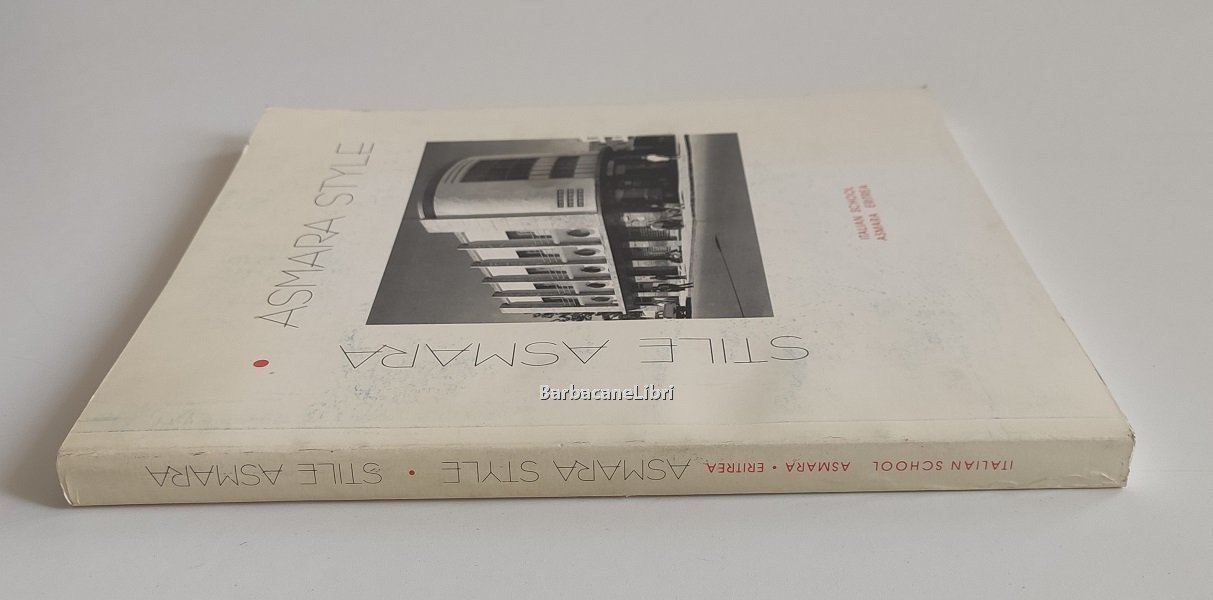 STILE ASMARA
ASMARA STYLE
ITALIAN SCHOOL
ASMARA ERITREA
BarbacaneLibri
STILE ASMARA • ASMARA STYLE ITALIAN SCHOOL ASMARA • ERITREA